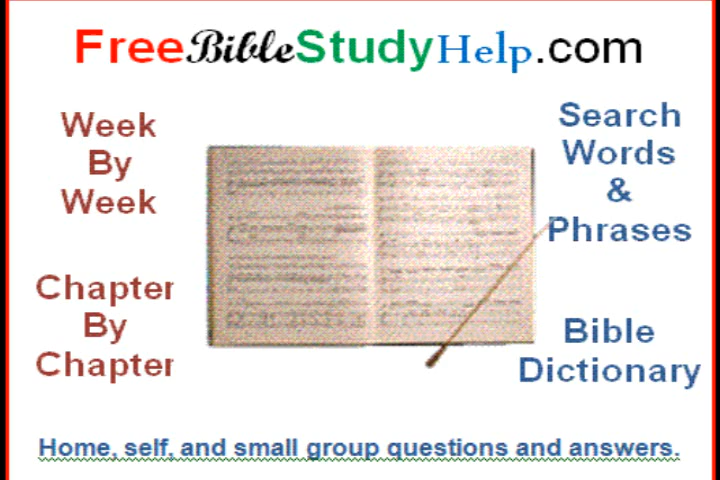 FreeBibleStudyHelp.com
Week
By
Week
Chapter
By
Chapter
Search
Words
&
Phrases
Bible
Dictionary
Home, self, and small group questions and answers.